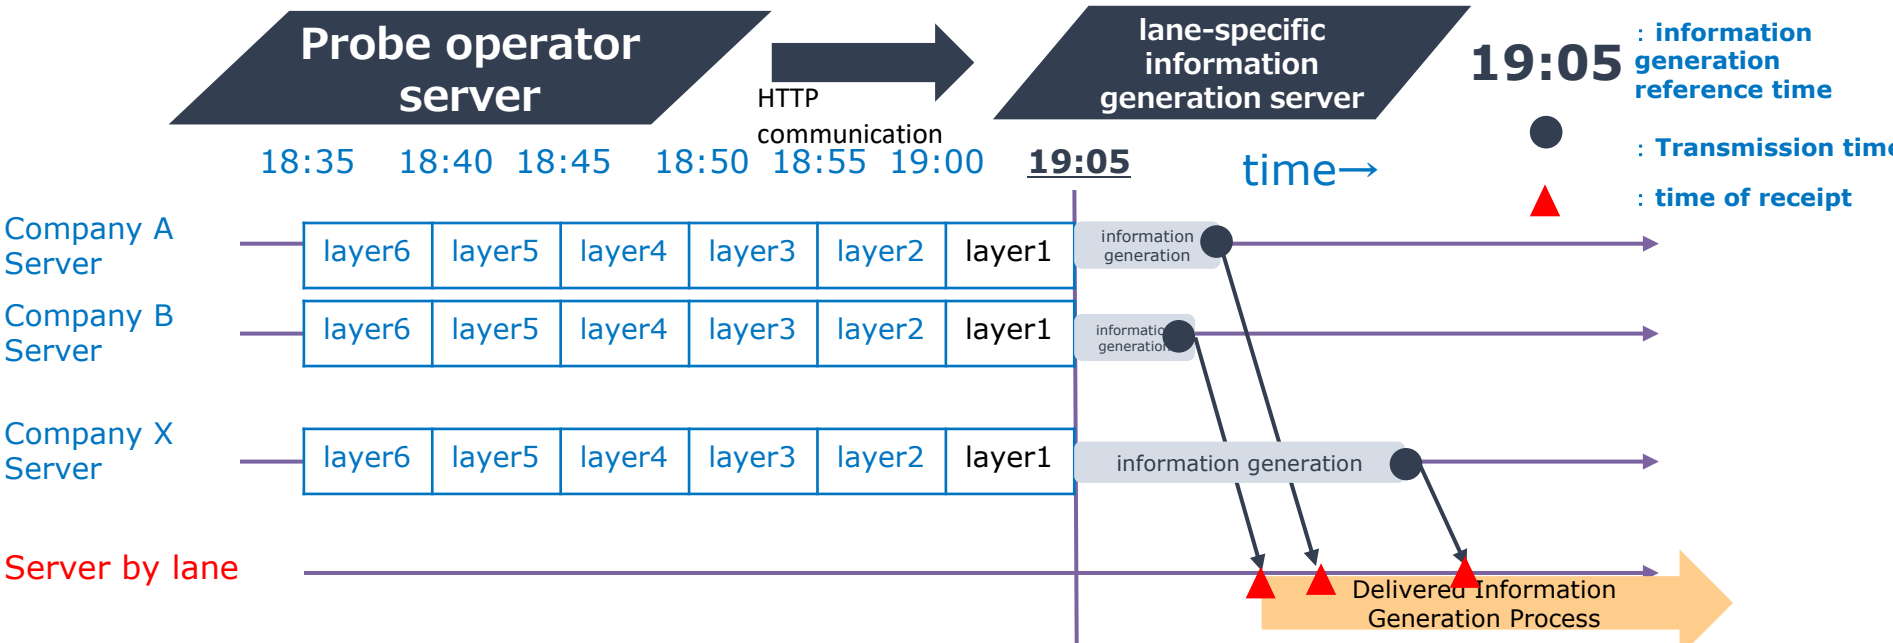 Probe operator
server
HTTP
communication
lane-specific
information
generation server
19:05
: information
generation
reference time
: Transmission time
: time of receipt
18:35 18:40 18:45 18:50 18:55 19:00 19:05 time→
Company A
Server
layer6 layer5 layer4 layer3 layer2 layer1
information
generation
Company B
Server
layer6 layer5 layer4 layer3 layer2 layer1
information
generation
Company X
Server
layer6 layer5 layer4 layer3 layer2 layer1 information generation
Server by lane
Delivered Information
Generation Process